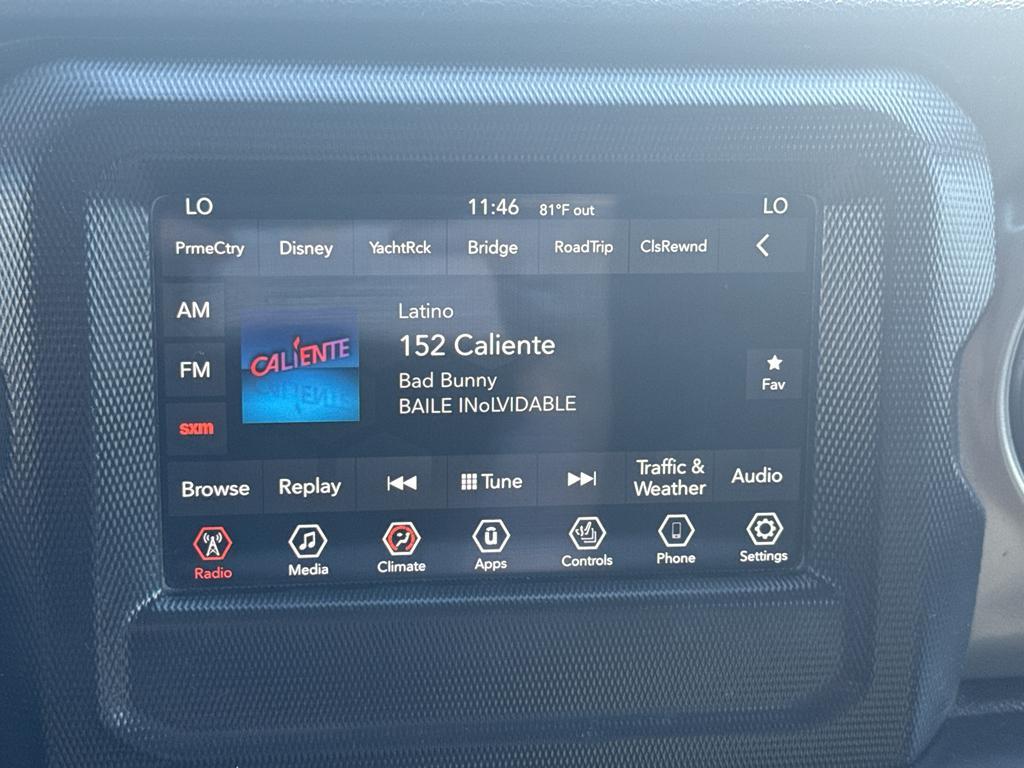 LO 11:46 81°F out LO
PrmeCtry Disney YachtRck Bridge RoadTrip ClsRewnd
AM
FM
sxm
CALIENTE
Latino
152 Caliente
Bad Bunny
BAILE INoLVIDABLE
Fav
Browse Replay Tune Traffic & Weather Audio
Radio Media Climate Apps Controls Phone Settings